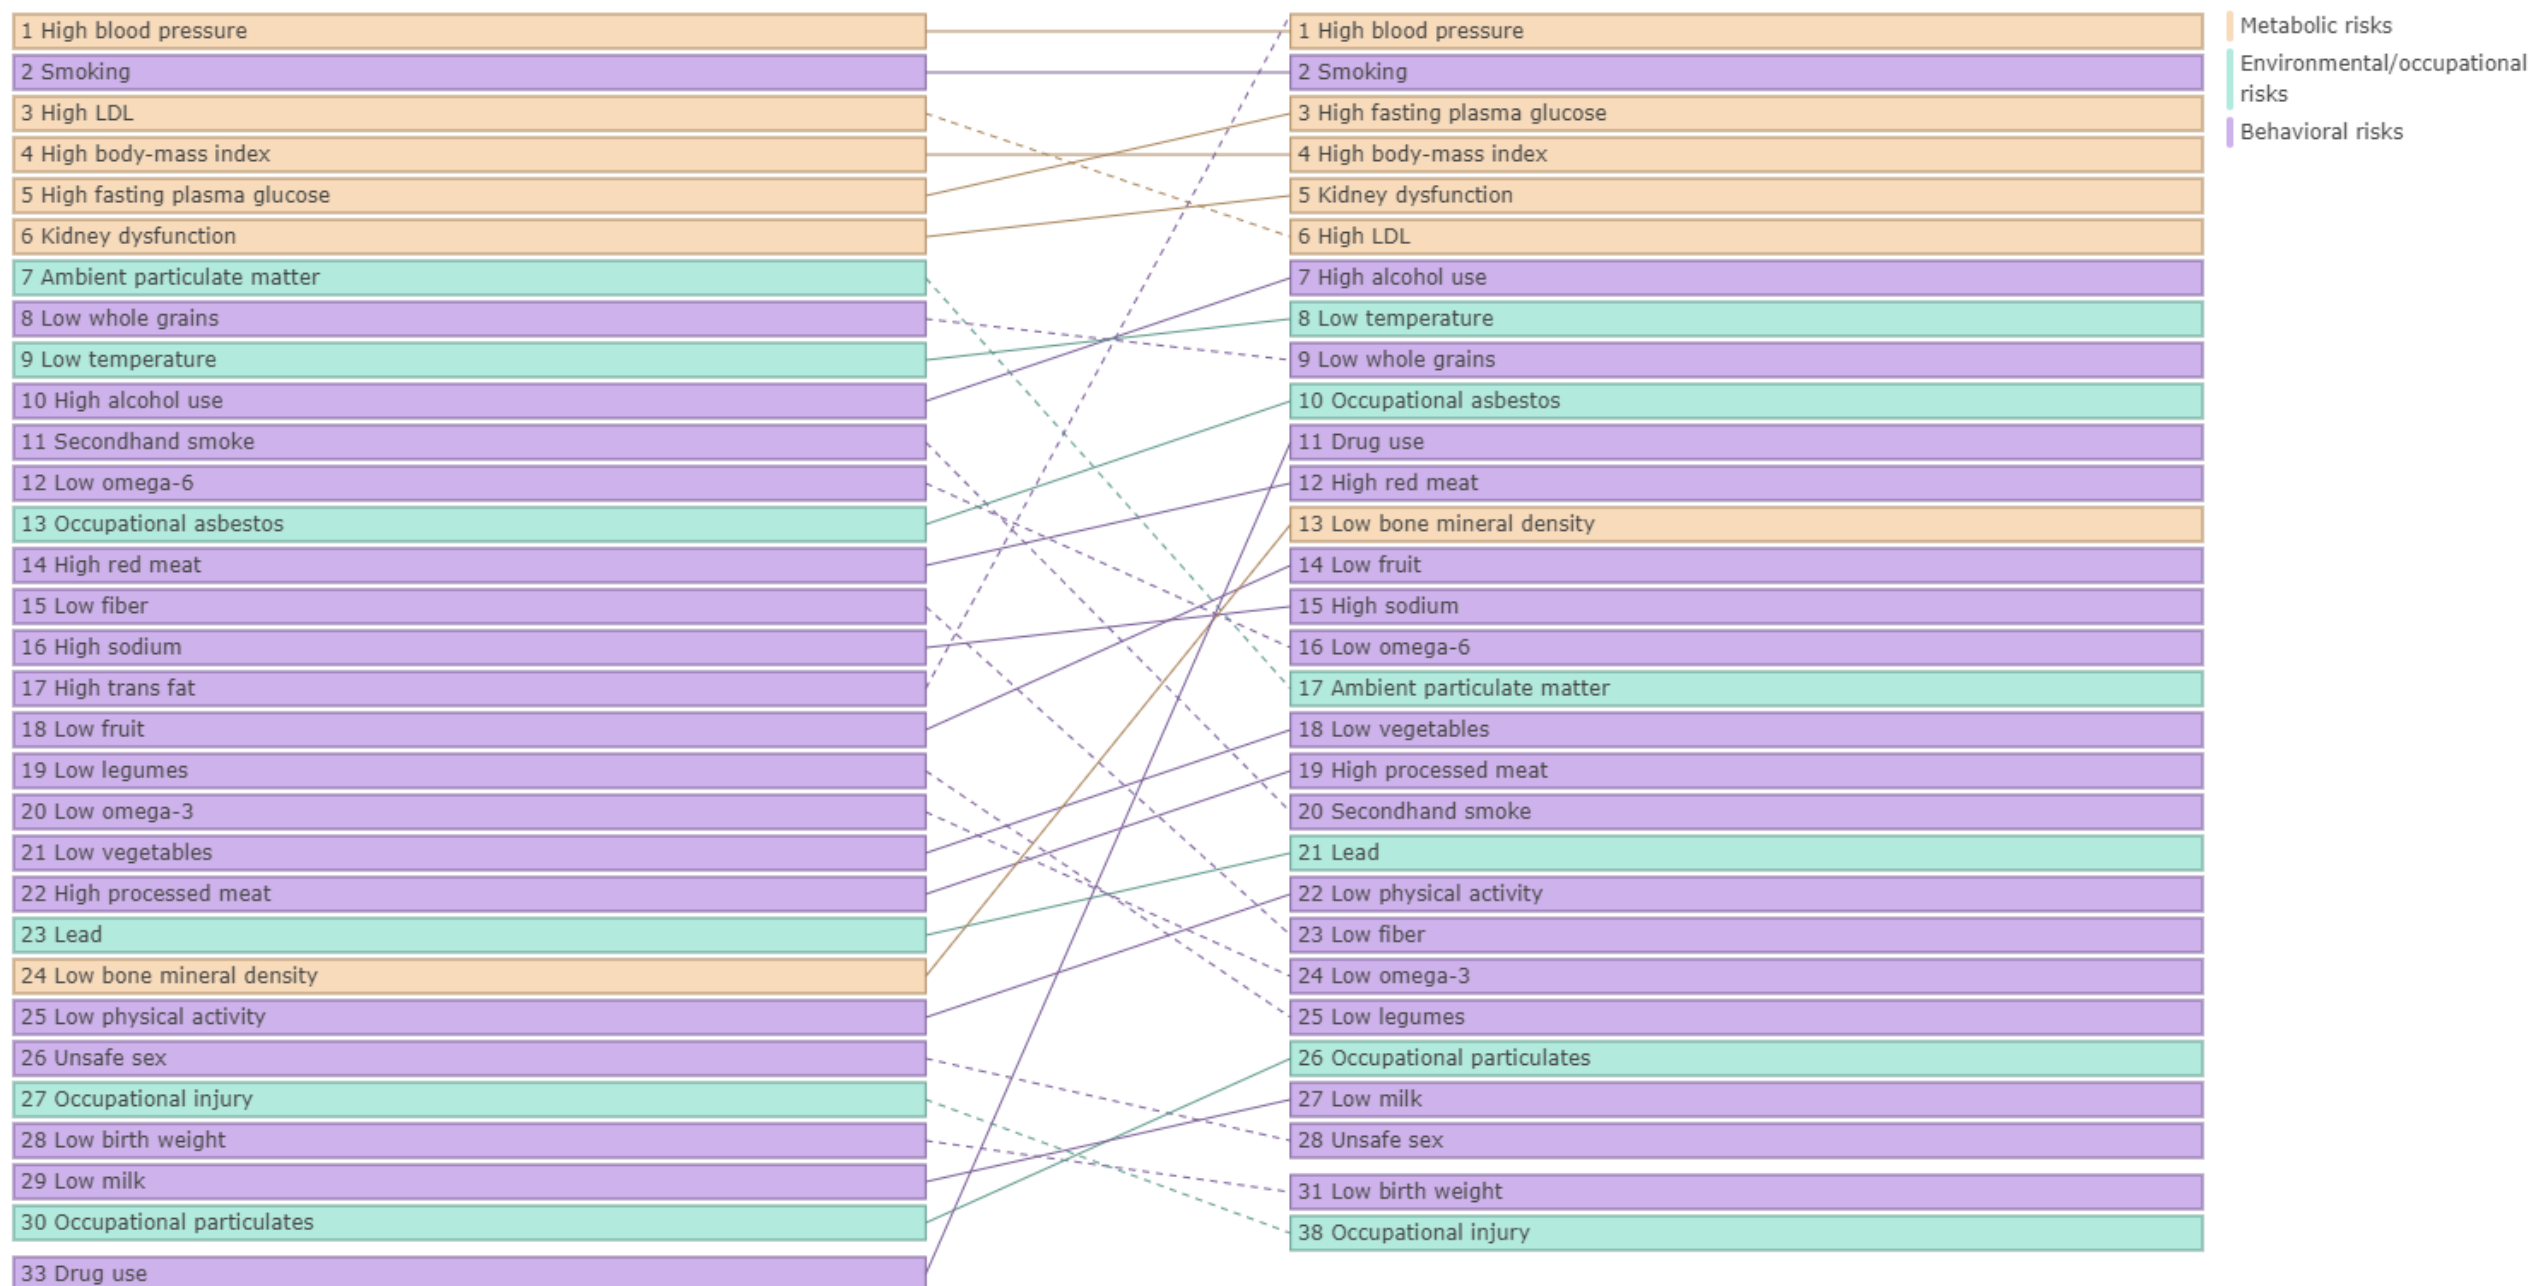 1 High blood pressure
2 Smoking
3 High LDL
4 High body-mass index
5 High fasting plasma glucose
6 Kidney dysfunction
7 Ambient particulate matter
8 Low whole grains
9 Low temperature
10 High alcohol use
11 Secondhand smoke
12 Low omega-6
13 Occupational asbestos
14 High red meat
15 Low fiber
16 High sodium
17 High trans fat
18 Low fruit
19 Low legumes
20 Low omega-3
21 Low vegetables
22 High processed meat
23 Lead
24 Low bone mineral density
25 Low physical activity
26 Unsafe sex
27 Occupational injury
28 Low birth weight
29 Low milk
30 Occupational particulates
33 Drug use
1 High blood pressure
2 Smoking
3 High fasting plasma glucose
4 High body-mass index
5 Kidney dysfunction
6 High LDL
7 High alcohol use
8 Low temperature
9 Low whole grains
10 Occupational asbestos
11 Drug use
12 High red meat
13 Low bone mineral density
14 Low fruit
15 High sodium
16 Low omega-6
17 Ambient particulate matter
18 Low vegetables
19 High processed meat
20 Secondhand smoke
21 Lead
22 Low physical activity
23 Low fiber
24 Low omega-3
25 Low legumes
26 Occupational particulates
27 Low milk
28 Unsafe sex
31 Low birth weight
38 Occupational injury
Metabolic risks
Environmental/occupational
risks
Behavioral risks